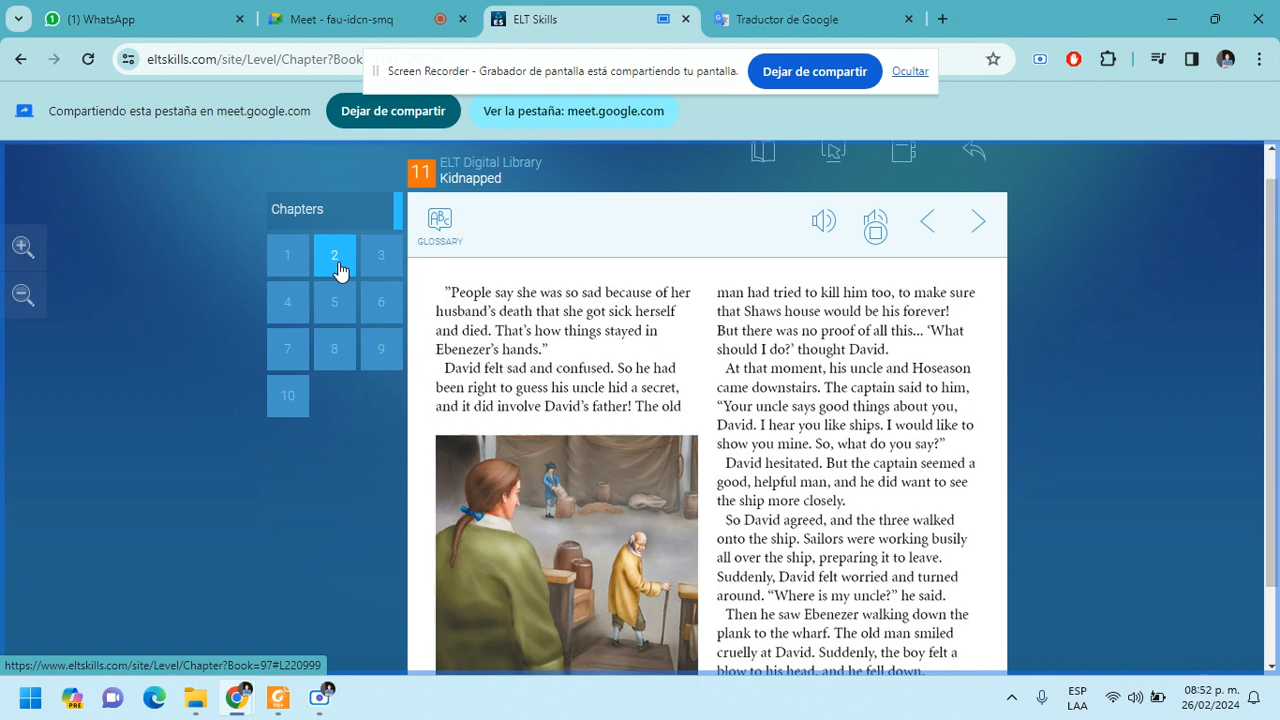 WhatsApp
Meet - fau-idcn-smq
ELT Skills
Traductor de Google
eltskills.com/site/Level/Chapter?Book
Screen Recorder - Grabador de pantalla está compartiendo tu pantalla.
Dejar de compartir
Ocultar
Compartiendo esta pestaña en meet.google.com
Dejar de compartir
Ver la pestaña: meet.google.com
11
ELT Digital Library
Kidnapped
Chapters
1 2 3
4 5 6
7 8 9
10
ABC
GLOSSARY
”People say she was so sad because of her
husband’s death that she got sick herself
and died. That’s how things stayed in
Ebenezer’s hands.”
David felt sad and confused. So he had
been right to guess his uncle hid a secret,
and it did involve David’s father! The old
man had tried to kill him too, to make sure
that Shaws house would be his forever!
But there was no proof of all this... ‘What
should I do?’ thought David.
At that moment, his uncle and Hoseason
came downstairs. The captain said to him,
“Your uncle says good things about you,
David. I hear you like ships. I would like to
show you mine. So, what do you say?”
David hesitated. But the captain seemed a
good, helpful man, and he did want to see
the ship more closely.
So David agreed, and the three walked
onto the ship. Sailors were working busily
all over the ship, preparing it to leave.
Suddenly, David felt worried and turned
around. “Where is my uncle?” he said.
Then he saw Ebenezer walking down the
plank to the wharf. The old man smiled
cruelly at David. Suddenly, the boy felt a
blow to his head, and he fell down.
https://www.eltskills.com/site/Level/Chapter?Book=97#L220999
PRE
ESP
LAA
08:52 p. m.
26/02/2024